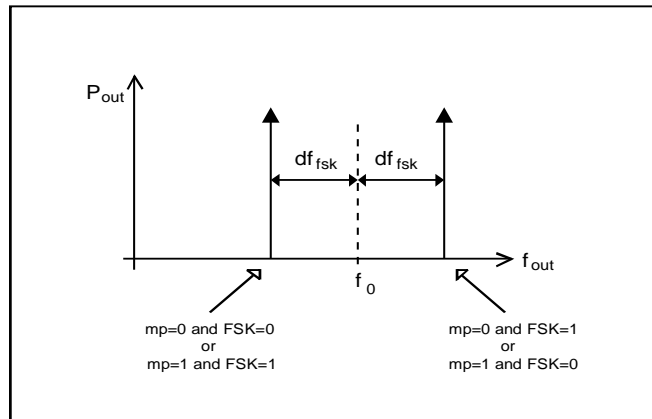 P out
df fsk
df fsk
f out
f 0
mp=0 and FSK=0
or
mp=1 and FSK=1
mp=0 and FSK=1
or
mp=1 and FSK=0